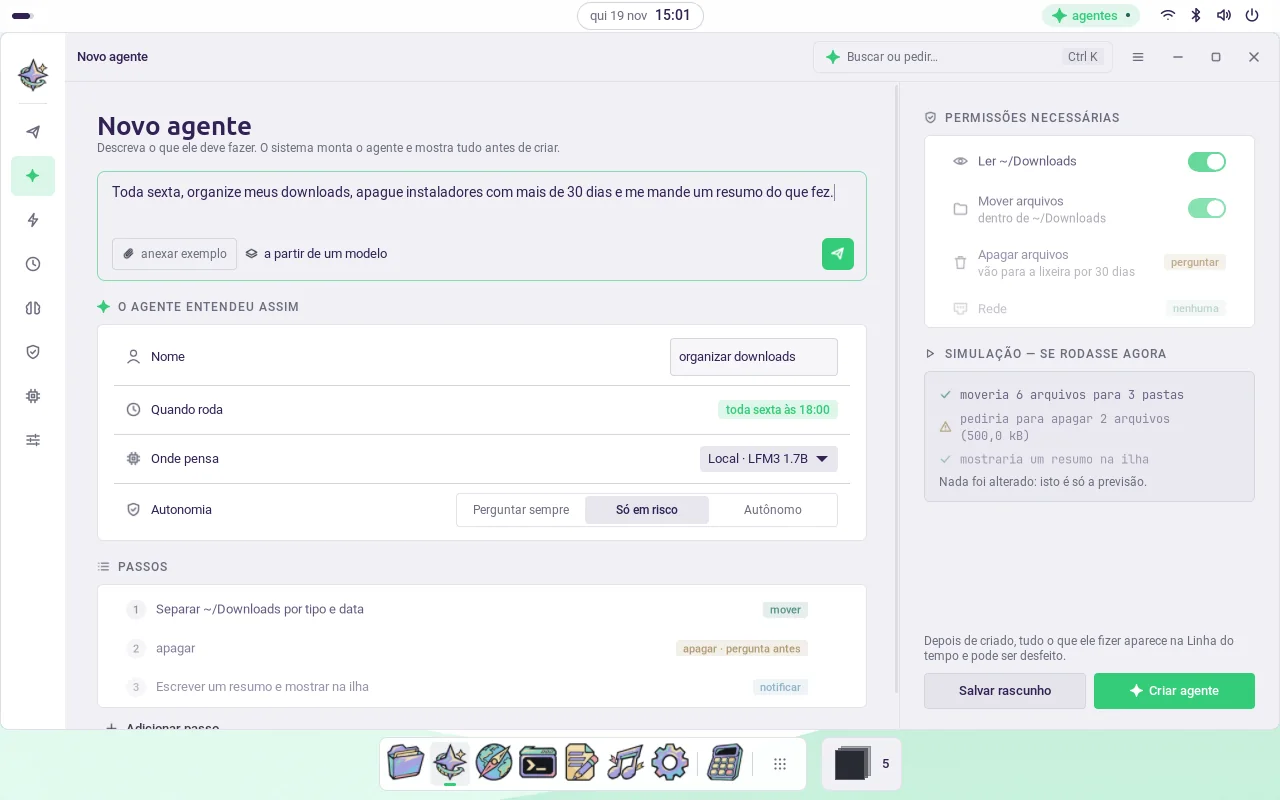 qui 19 nov 15:01
agentes
Novo agente
Buscar ou pedir... Ctrl K
Novo agente
Descreva o que ele deve fazer. O sistema monta o agente e mostra tudo antes de criar.
Toda sexta, organize meus downloads, apague instaladores com mais de 30 dias e me mande um resumo do que fez.
anexar exemplo a partir de um modelo
O AGENTE ENTENDEU ASSIM
Nome organizar downloads
Quando roda toda sexta às 18:00
Onde pensa Local · LFM3 1.7B
Autonomia Perguntar sempre Só em risco Autônomo
PASSOS
1 Separar ~/Downloads por tipo e data mover
2 apagar apagar · pergunta antes
3 Escrever um resumo e mostrar na ilha notificar
+ Adicionar passo
PERMISSÕES NECESSÁRIAS
Ler ~/Downloads
Mover arquivos
dentro de ~/Downloads
Apagar arquivos
vão para a lixeira por 30 dias
perguntar
Rede nenhuma
SIMULAÇÃO — SE RODASSE AGORA
moveria 6 arquivos para 3 pastas
pediria para apagar 2 arquivos
(500,0 kB)
mostraria um resumo na ilha
Nada foi alterado: isto é só a previsão.
Depois de criado, tudo o que ele fizer aparece na Linha do
tempo e pode ser desfeito.
Salvar rascunho Criar agente
5